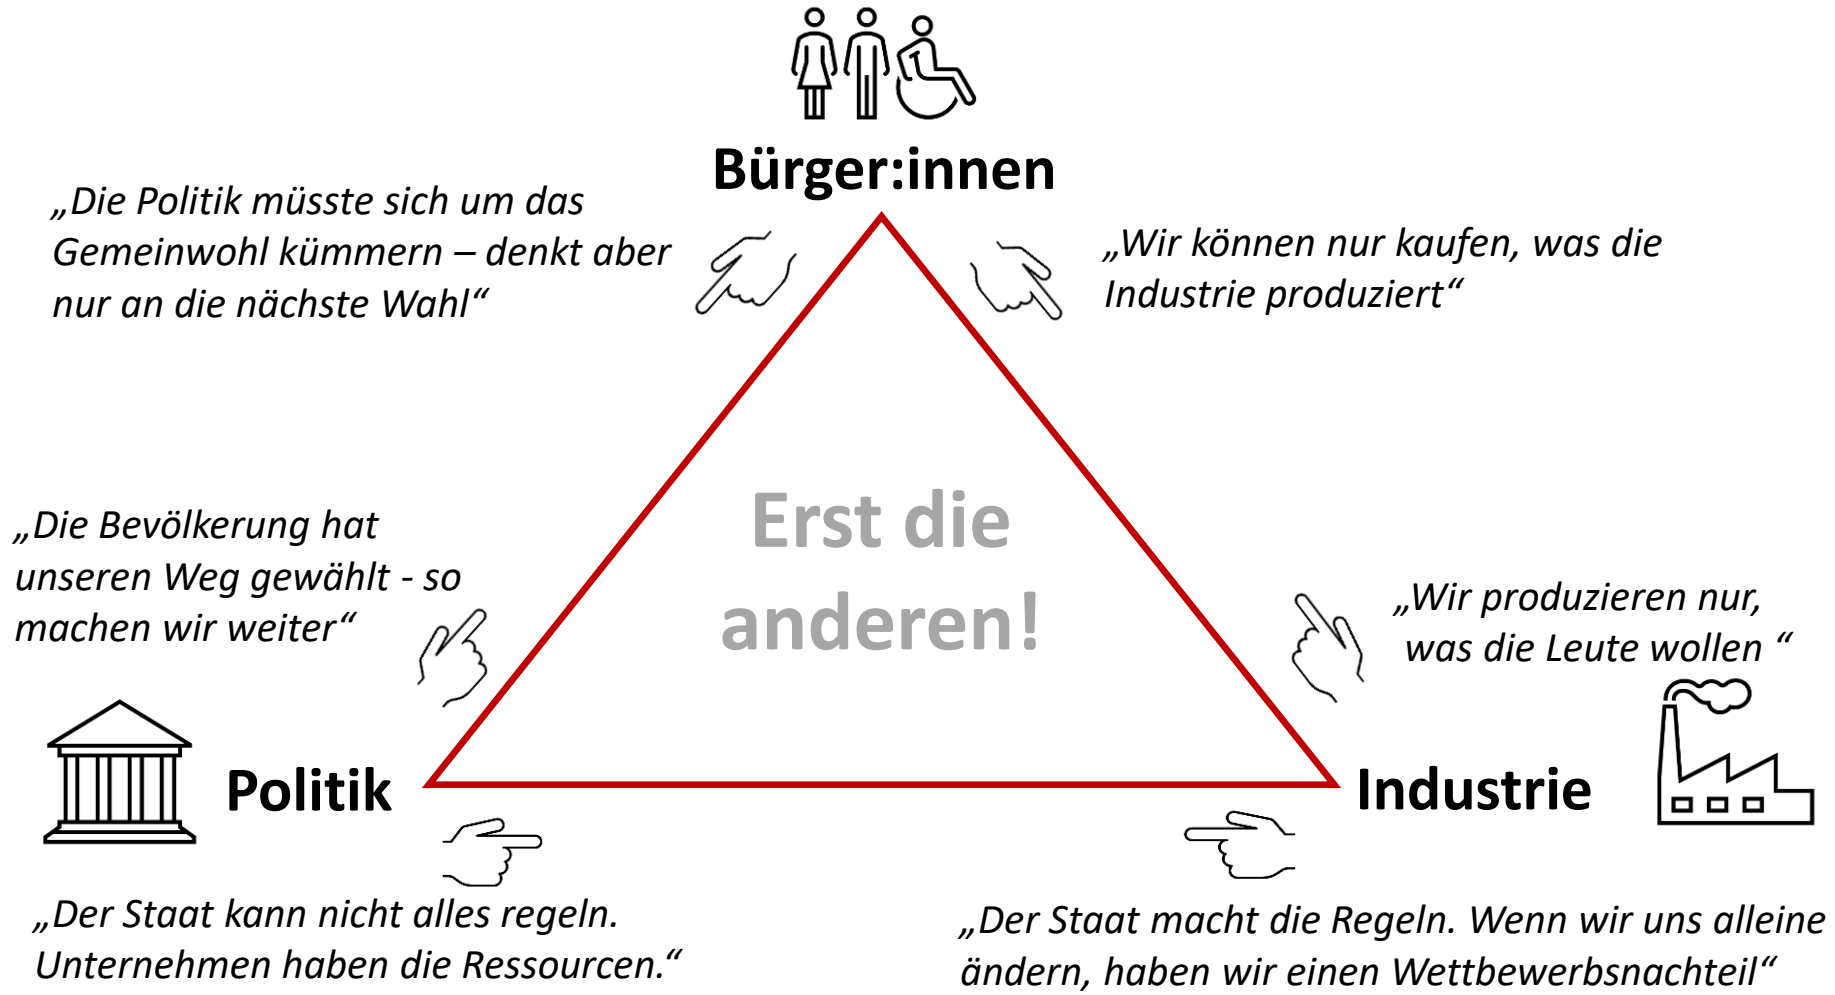 Bürger:innen
„Die Politik müsste sich um das
Gemeinwohl kümmern – denkt aber
nur an die nächste Wahl“
„Wir können nur kaufen, was die
Industrie produziert“
Erst die
anderen!
„Die Bevölkerung hat
unseren Weg gewählt - so
machen wir weiter“
„Wir produzieren nur,
was die Leute wollen “
Politik
Industrie
„Der Staat kann nicht alles regeln.
Unternehmen haben die Ressourcen.“
„Der Staat macht die Regeln. Wenn wir uns alleine
ändern, haben wir einen Wettbewerbsnachteil“